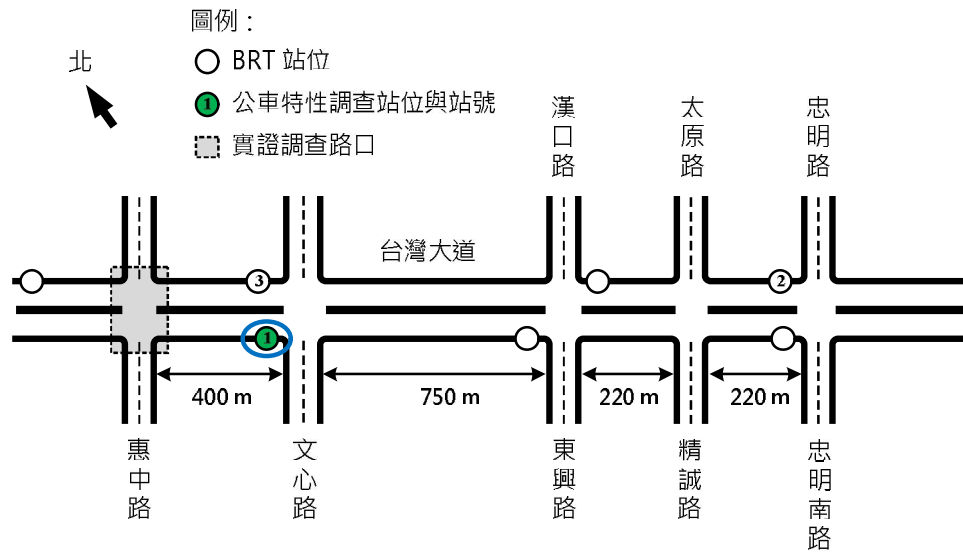 圖例：
北
BRT 站位
1 公車特性調查站位與站號
實證調查路口
漢口路
太原路
忠明路
台灣大道
3
2
1
400 m
750 m
220 m
220 m
惠中路
文心路
東興路
精誠路
忠明南路